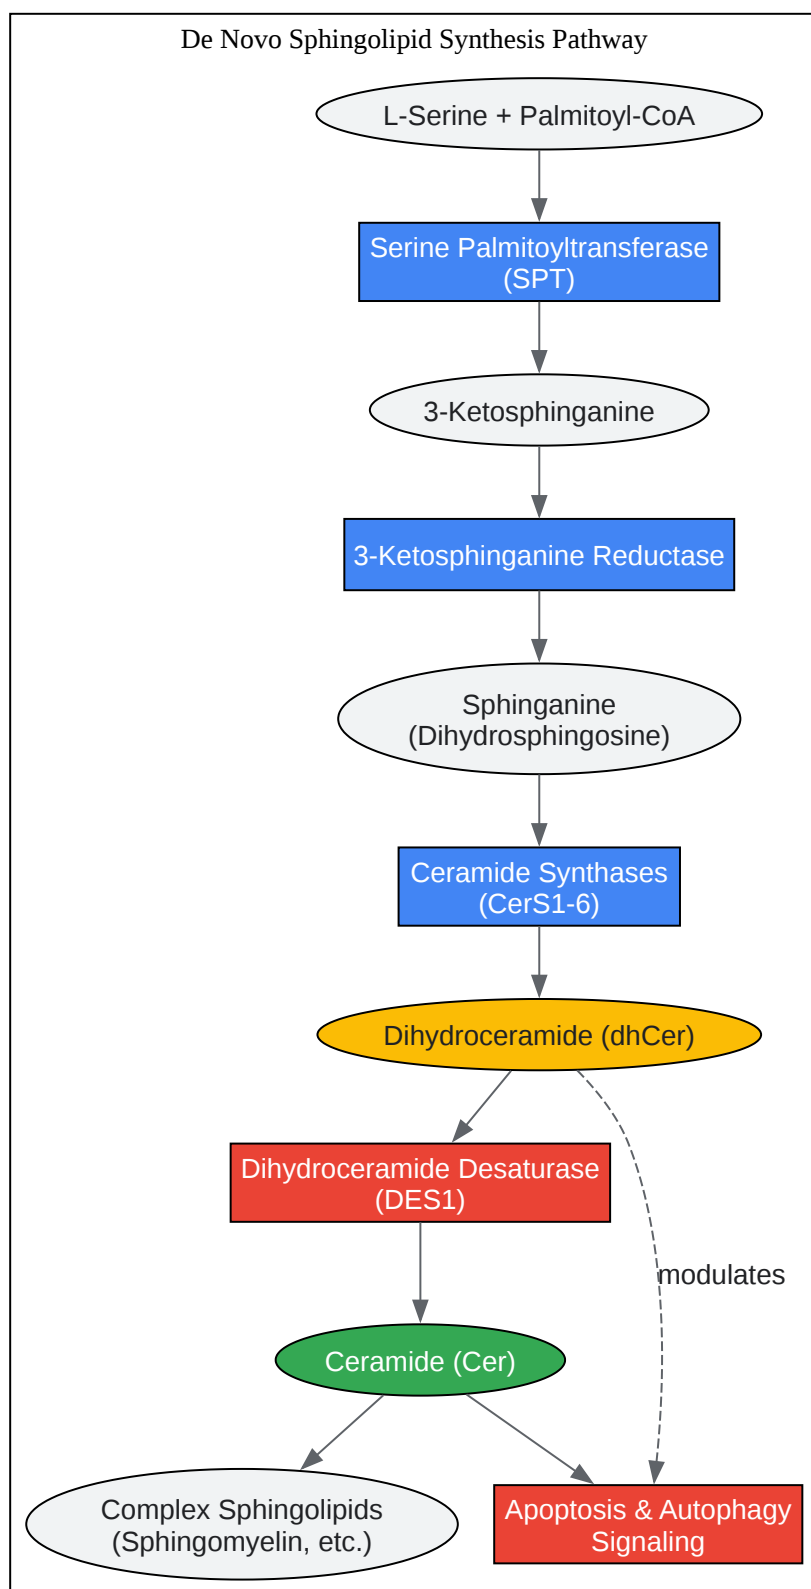 De Novo Sphingolipid Synthesis Pathway
L-Serine + Palmitoyl-CoA
Serine Palmitoyltransferase
(SPT)
3-Ketosphinganine
3-Ketosphinganine Reductase
Sphinganine
(Dihydrosphingosine)
Ceramide Synthases
(CerS1-6)
Dihydroceramide (dhCer)
Dihydroceramide Desaturase
(DES1)
modulates
Ceramide (Cer)
Complex Sphingolipids
(Sphingomyelin, etc.)
Apoptosis & Autophagy
Signaling